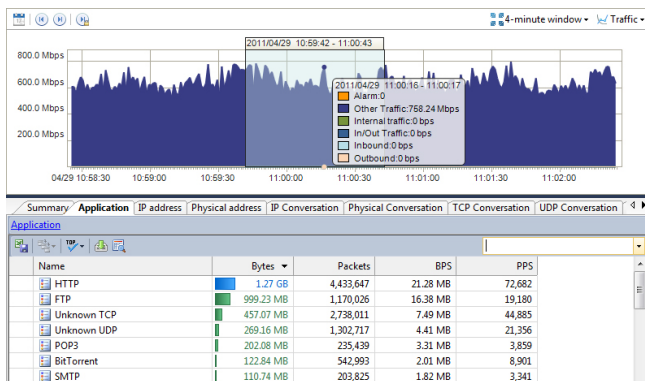 4-minute window Traffic
2011/04/29 10:59:42 - 11:00:43
800.0 Mbps
600.0 Mbps
400.0 Mbps
200.0 Mbps
2011/04/29 11:00:16 - 11:00:17
Alarm:0
Other Traffic:758.24 Mbps
Internal traffic:0 bps
In/Out Traffic:0 bps
Inbound:0 bps
Outbound:0 bps
04/29 10:58:30 10:59:00 10:59:30 11:00:00 11:00:30 11:01:00 11:01:30 11:02:00
Summary Application IP address Physical address IP Conversation Physical Conversation TCP Conversation UDP Conversation
Application
TOP
Name Bytes Packets BPS PPS
HTTP 1.27 GB 4,433,647 21.28 MB 72,682
FTP 999.23 MB 1,170,026 16.38 MB 19,180
Unknown TCP 457.07 MB 2,738,011 7.49 MB 44,885
Unknown UDP 269.16 MB 1,302,717 4.41 MB 21,356
POP3 202.08 MB 235,439 3.31 MB 3,859
BitTorrent 122.84 MB 542,993 2.01 MB 8,901
SMTP 110.74 MB 203,825 1.82 MB 3,341